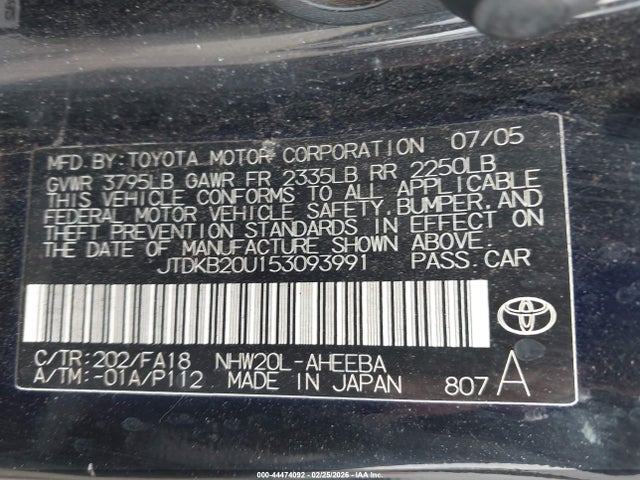 MFD.BY:TOYOTA MOTOR CORPORATION 07/05
GVWR 3795LB GAWR FR 2335LB RR 2250LB
THIS VEHICLE CONFORMS TO ALL APPLICABLE
FEDERAL MOTOR VEHICLE SAFETY, BUMPER, AND
THEFT PREVENTION STANDARDS IN EFFECT ON
THE DATE OF MANUFACTURE SHOWN ABOVE.
JTDKB20U153093991 PASS.CAR
C/TR:202/FA18 NHW20L-AHEEBA
A/TM:-01A/P112 MADE IN JAPAN 807 A
000-44474092 - 02/25/2026 - IAA Inc.